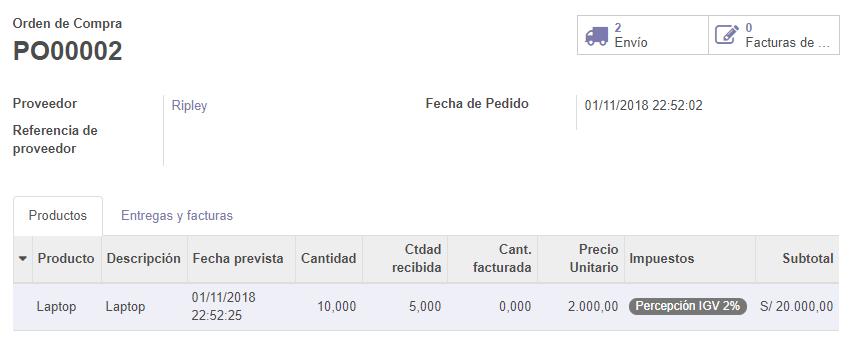 Orden de Compra
PO00002
2
Envío
0
Facturas de ...
Proveedor
Ripley
Fecha de Pedido
01/11/2018 22:52:02
Referencia de
proveedor
Productos
Entregas y facturas
Producto Descripción Fecha prevista Cantidad Ctdad recibida Cant. facturada Precio Unitario Impuestos Subtotal
Laptop Laptop 01/11/2018 22:52:25 10,000 5,000 0,000 2.000,00 Percepción IGV 2% S/ 20.000,00